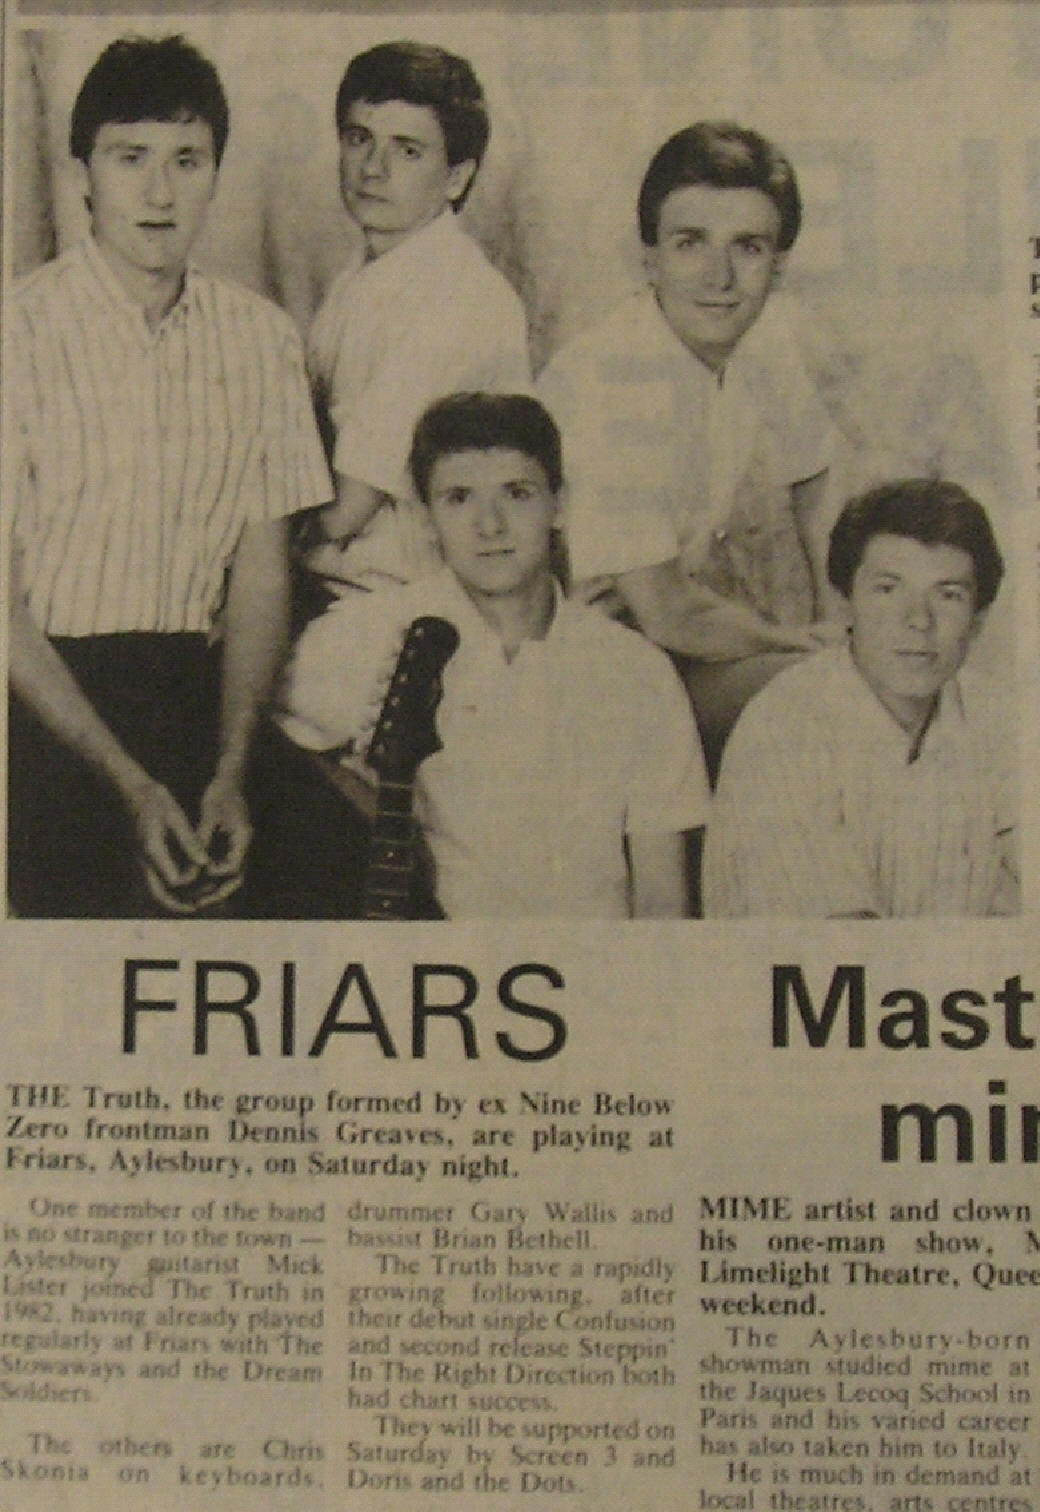 FRIARS
THE Truth, the group formed by ex Nine Below
Zero frontman Dennis Greaves, are playing at
Friars, Aylesbury, on Saturday night.
One member of the band
is no stranger to the town —
Aylesbury guitarist Mick
Lister joined The Truth in
1982, having already played
regularly at Friars with The
Stowaways and the Dream
Soldiers.
The others are Chris
Skonia on keyboards,
drummer Gary Wallis and
bassist Brian Bethell.
The Truth have a rapidly
growing following, after
their debut single Confusion
and second release Steppin'
In The Right Direction both
had chart success.
They will be supported on
Saturday by Screen 3 and
Doris and the Dots.
Mast
mi
MIME artist and clown
his one-man show, M
Limelight Theatre, Quee
weekend.
The Aylesbury-born
showman studied mime at
the Jaques Lecoq School in
Paris and his varied career
has also taken him to Italy.
He is much in demand at
local theatres, arts centres